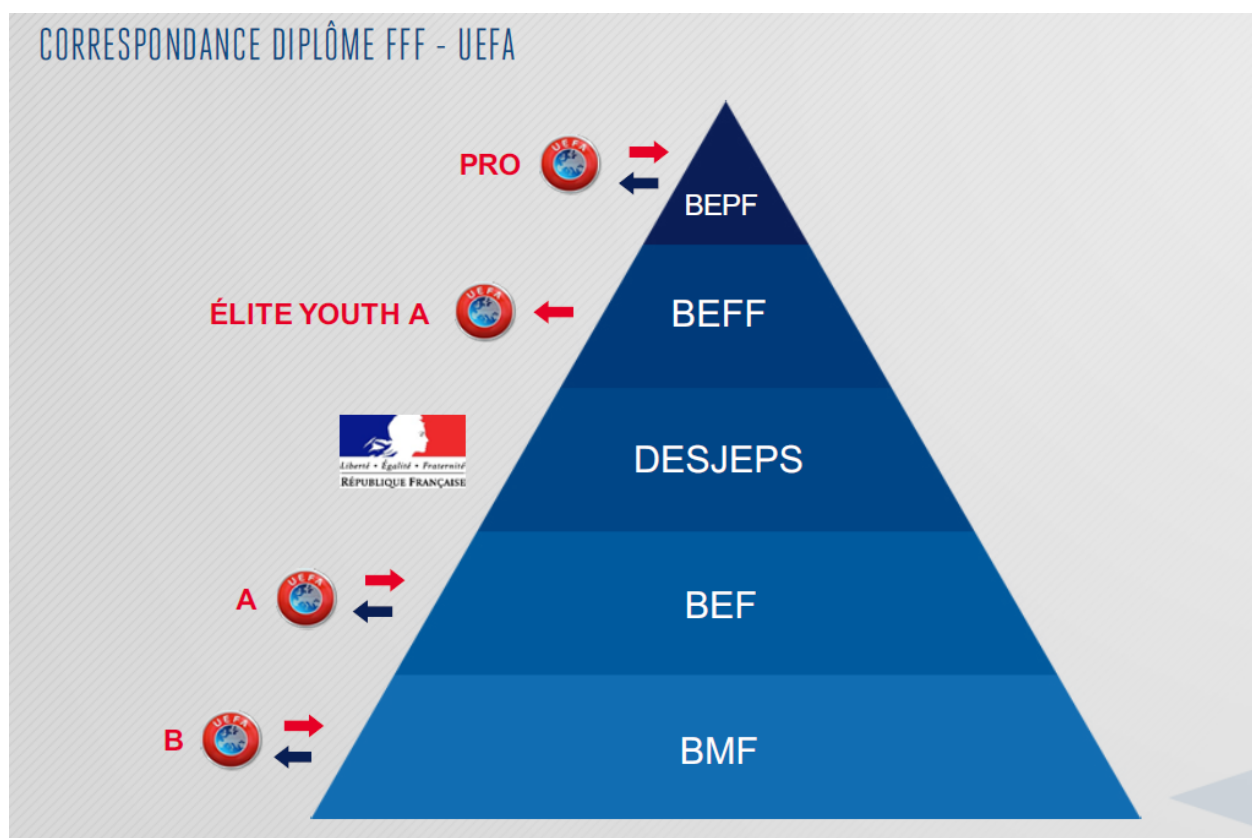 CORRESPONDANCE DIPLÔME FFF - UEFA
PRO
UEFA
BEPF
ÉLITE YOUTH A
UEFA
BEFF
Liberté • Égalité • Fraternité
RÉPUBLIQUE FRANÇAISE
DESJEPS
A
UEFA
BEF
B
UEFA
BMF